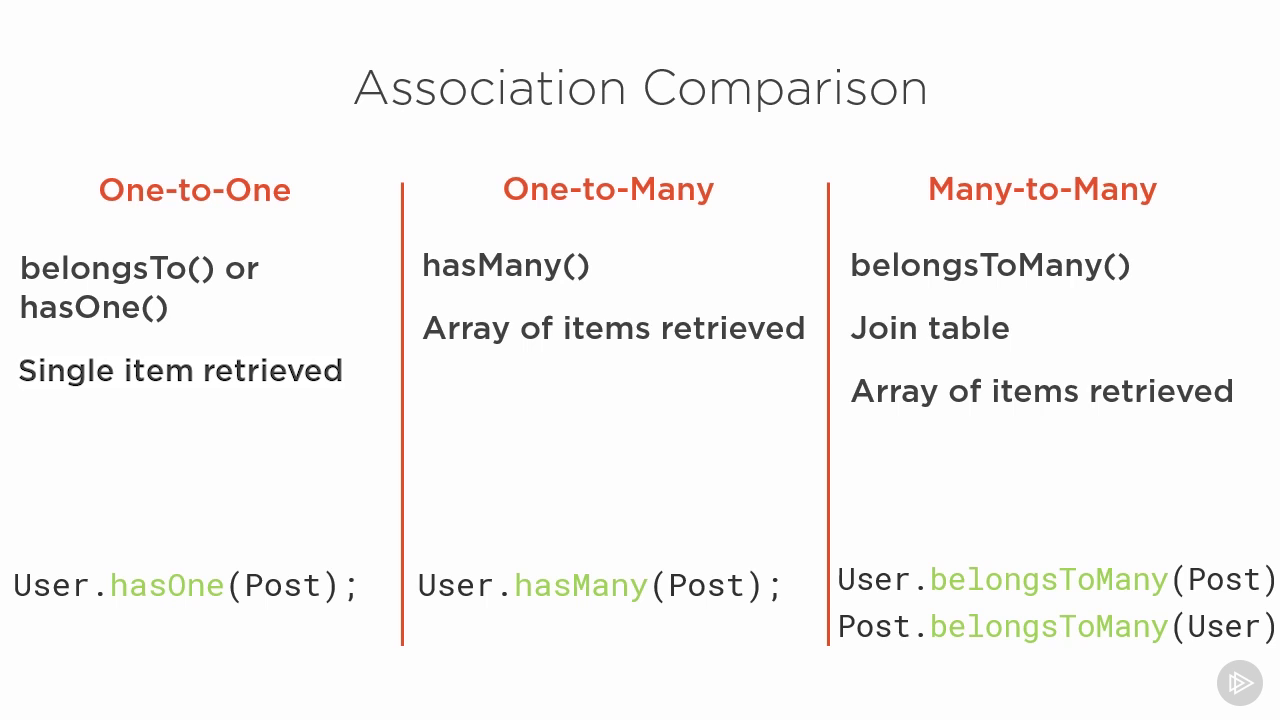 Association Comparison
One-to-One
belongsTo() or
hasOne()
Single item retrieved
User.hasOne(Post);
One-to-Many
hasMany()
Array of items retrieved
User.hasMany(Post);
Many-to-Many
belongsToMany()
Join table
Array of items retrieved
User.belongsToMany(Post)
Post.belongsToMany(User)